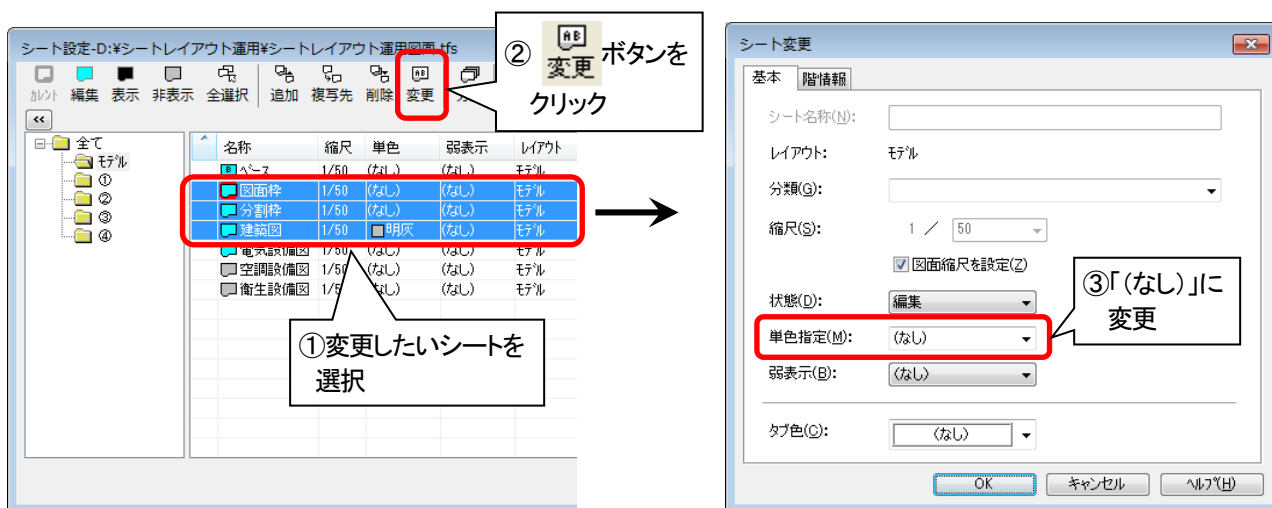 シート設定-D:¥シートレイアウト運用¥シートレイアウト運用図面.tfs
カレント 編集 表示 非表示 全選択 追加 複写先 削除 変更
<<
全て
モデル
①
②
③
④
名称 縮尺 単色 弱表示 レイアウト
ベース 1/50 (なし) (なし) モデル
図面枠 1/50 (なし) (なし) モデル
分割枠 1/50 (なし) (なし) モデル
建築図 1/50 明灰 (なし) モデル
電気設備図 1/50 (なし) (なし) モデル
空調設備図 1/50 (なし) (なし) モデル
衛生設備図 1/5 (なし) (なし) モデル
①変更したいシートを
選択
② AB 変更 ボタンを
クリック
シート変更
基本 階情報
シート名称(N):
レイアウト: モデル
分類(G):
縮尺(S): 1 ／ 50
図面縮尺を設定(Z)
状態(D): 編集
単色指定(M): (なし)
弱表示(B): (なし)
タブ色(C): (なし)
OK キャンセル ヘルプ(H)
③「(なし)」に
変更